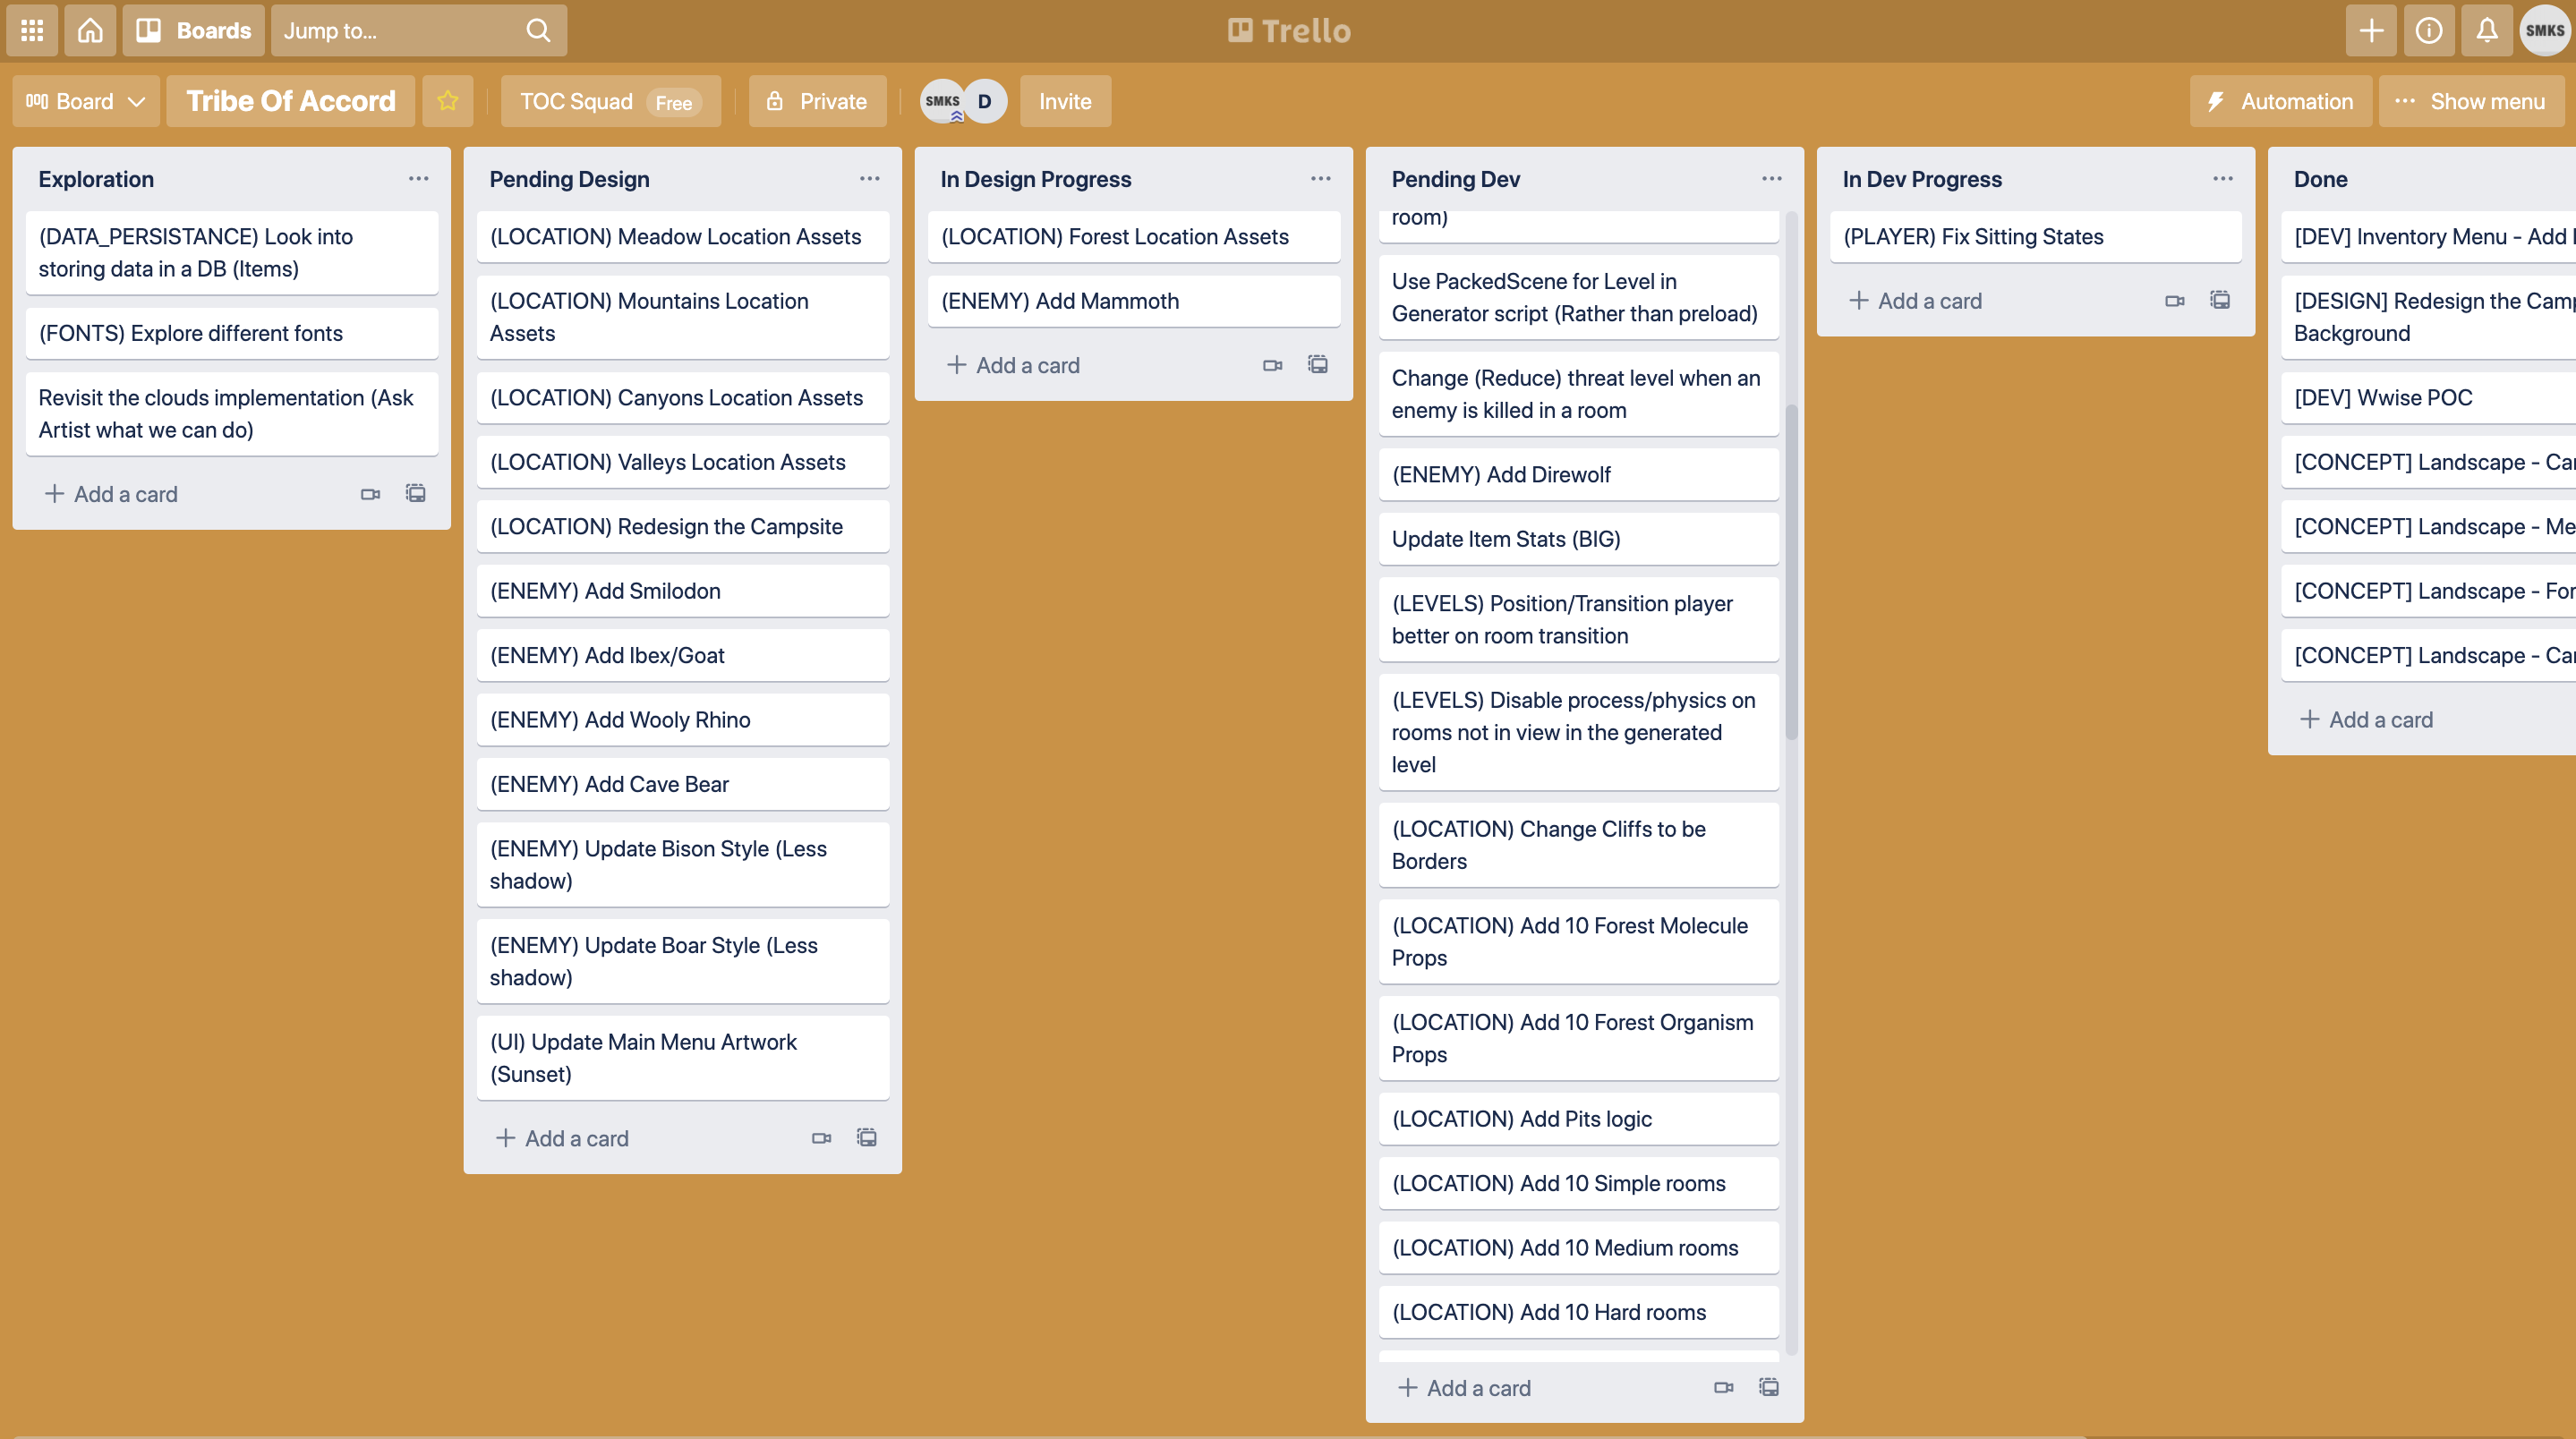 Boards
Jump to...
Trello
SMKS
Board
Tribe Of Accord
TOC Squad Free
Private
SMKS
D
Invite
Automation
Show menu
Exploration
(DATA_PERSISTANCE) Look into
storing data in a DB (Items)
(FONTS) Explore different fonts
Revisit the clouds implementation (Ask
Artist what we can do)
Add a card
Pending Design
(LOCATION) Meadow Location Assets
(LOCATION) Mountains Location
Assets
(LOCATION) Canyons Location Assets
(LOCATION) Valleys Location Assets
(LOCATION) Redesign the Campsite
(ENEMY) Add Smilodon
(ENEMY) Add Ibex/Goat
(ENEMY) Add Wooly Rhino
(ENEMY) Add Cave Bear
(ENEMY) Update Bison Style (Less
shadow)
(ENEMY) Update Boar Style (Less
shadow)
(UI) Update Main Menu Artwork
(Sunset)
Add a card
In Design Progress
(LOCATION) Forest Location Assets
(ENEMY) Add Mammoth
Add a card
Pending Dev
room)
Use PackedScene for Level in
Generator script (Rather than preload)
Change (Reduce) threat level when an
enemy is killed in a room
(ENEMY) Add Direwolf
Update Item Stats (BIG)
(LEVELS) Position/Transition player
better on room transition
(LEVELS) Disable process/physics on
rooms not in view in the generated
level
(LOCATION) Change Cliffs to be
Borders
(LOCATION) Add 10 Forest Molecule
Props
(LOCATION) Add 10 Forest Organism
Props
(LOCATION) Add Pits logic
(LOCATION) Add 10 Simple rooms
(LOCATION) Add 10 Medium rooms
(LOCATION) Add 10 Hard rooms
Add a card
In Dev Progress
(PLAYER) Fix Sitting States
Add a card
Done
[DEV] Inventory Menu - Add
[DESIGN] Redesign the Camp
Background
[DEV] Wwise POC
[CONCEPT] Landscape -
[CONCEPT] Landscape -
[CONCEPT] Landscape -
[CONCEPT] Landscape -
Add a card